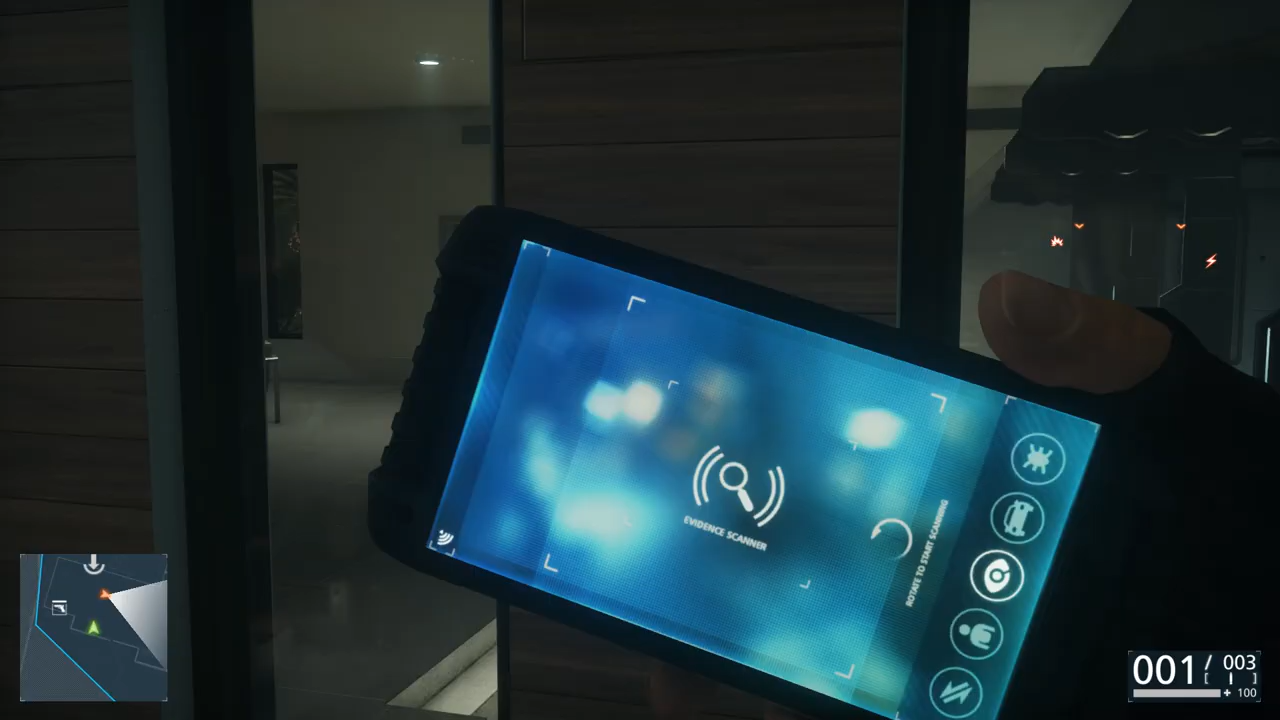 EVIDENCE SCANNER
ROTATE TO START SCANNING
001 / 003
+ 100